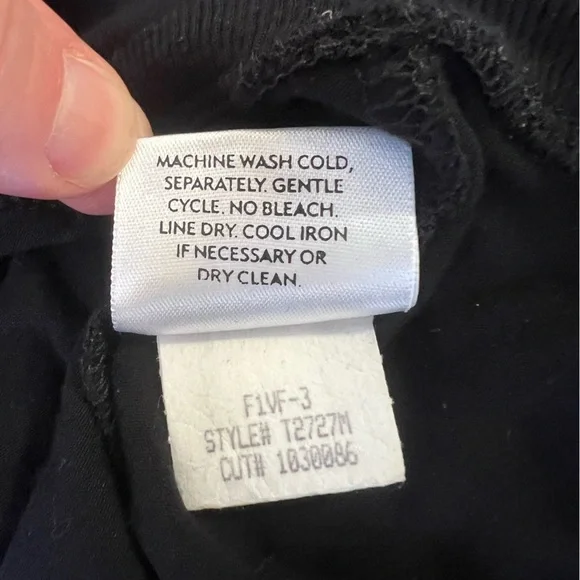 MACHINE WASH COLD,
SEPARATELY. GENTLE
CYCLE. NO BLEACH.
LINE DRY. COOL IRON
IF NECESSARY OR
DRY CLEAN.
F1VF-3
STYLE# T2727M
CUT# 1030086